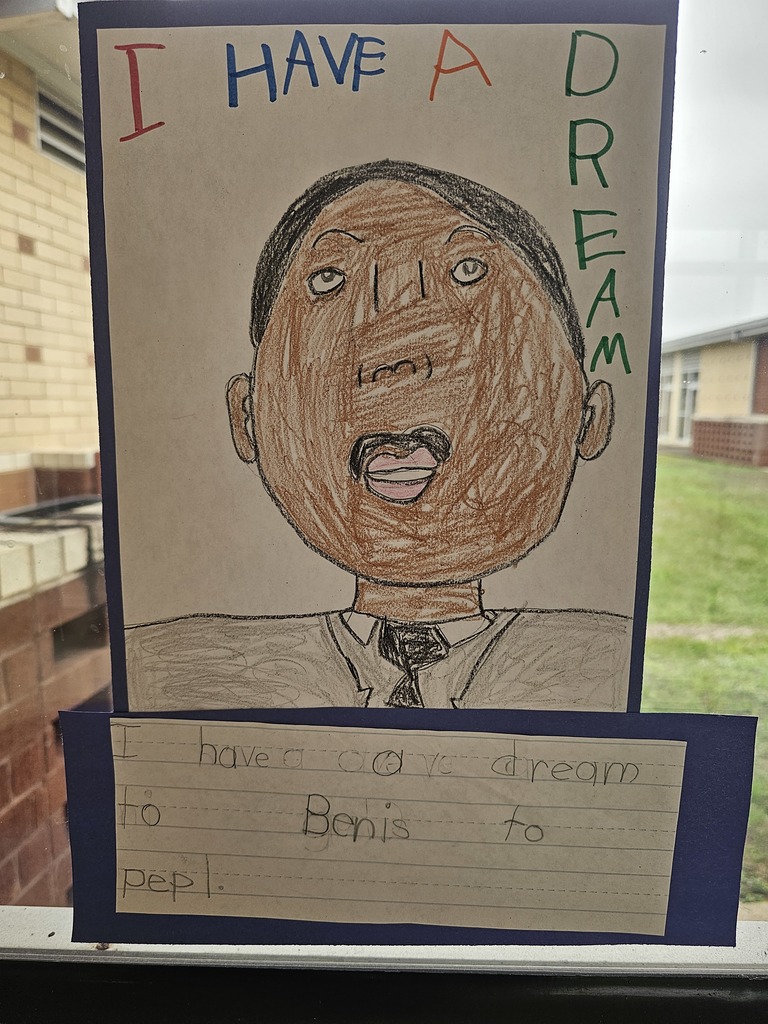 I HAVE A DREAM
I have a dream
to Benis to
pepl.